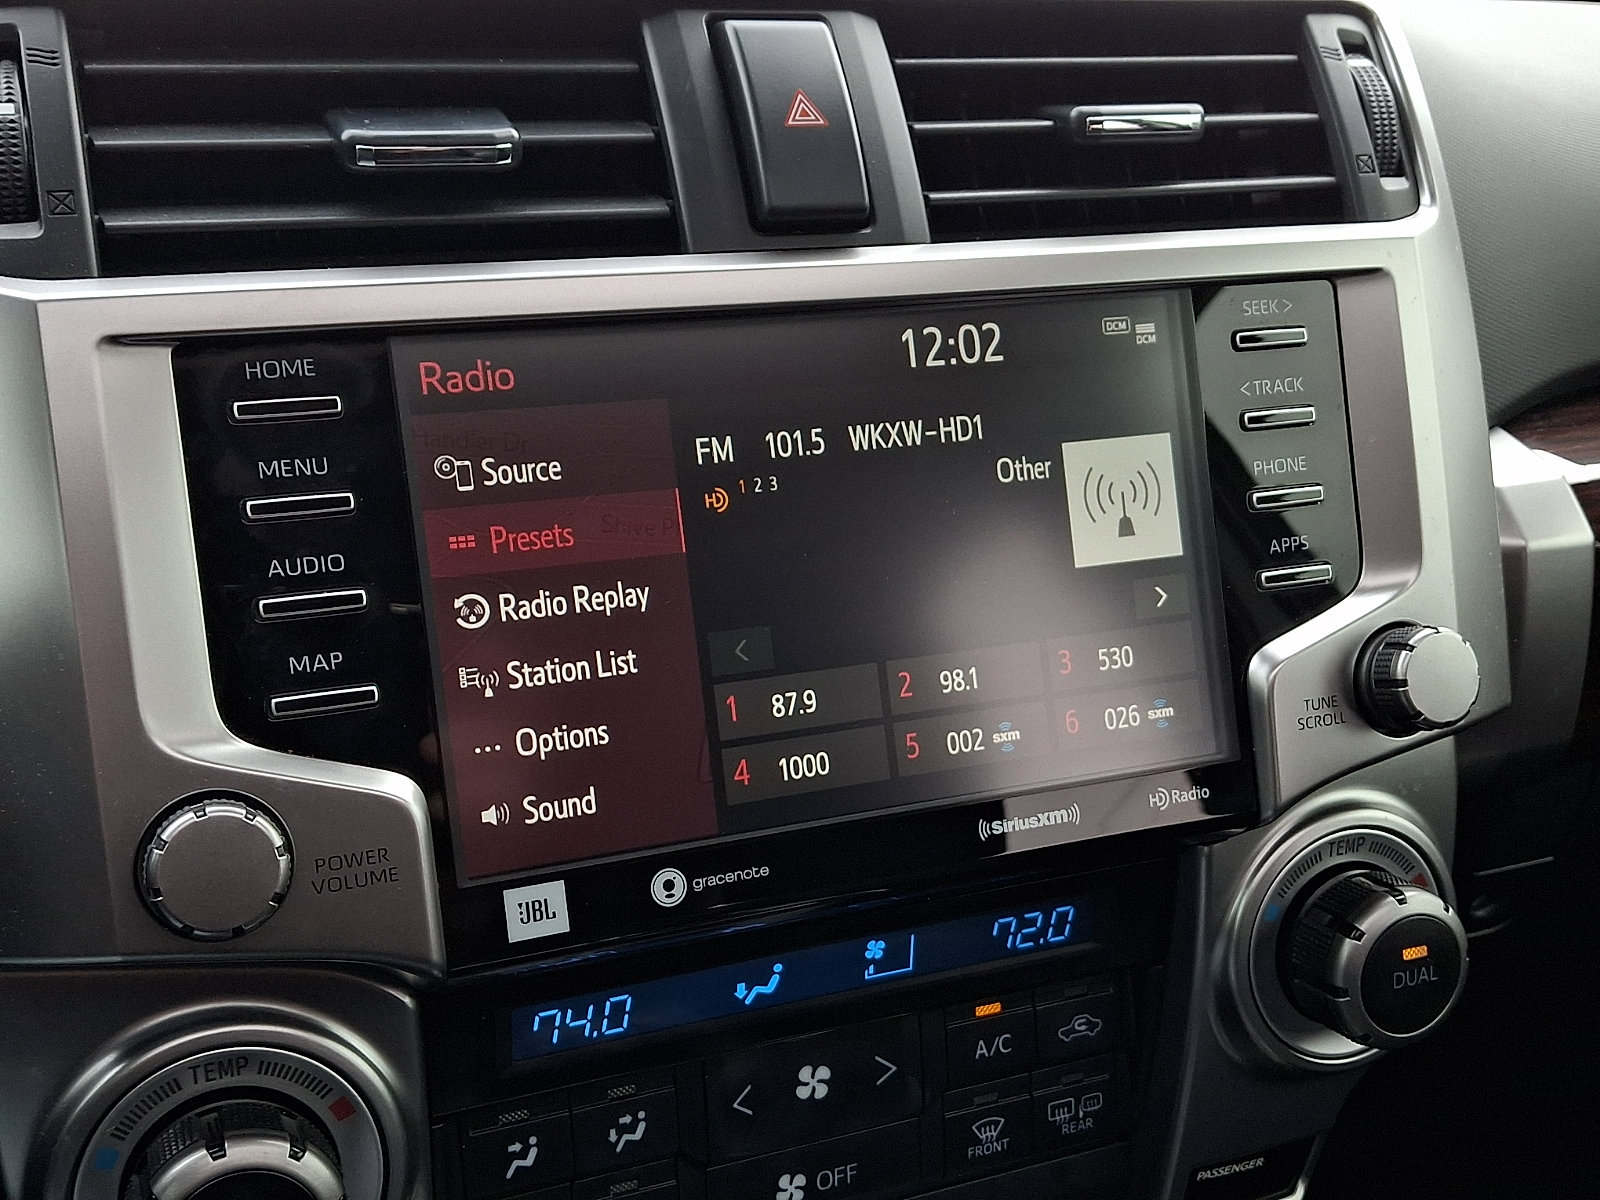 HOME
MENU
AUDIO
MAP
POWER
VOLUME
Radio
12:02
DCM
DCM
Source
Presets
Radio Replay
Station List
Options
Sound
FM 101.5 WKXW-HD1
HD 1 2 3
Other
<
>
1 87.9
2 98.1
3 530
4 1000
5 002 sxm
6 026 sxm
SEEK >
< TRACK
PHONE
APPS
TUNE
SCROLL
JBL
gracenote
((SiriusXM))
HD Radio
74.0
72.0
TEMP
TEMP
DUAL
A/C
< >
FRONT
REAR
OFF
PASSENGER